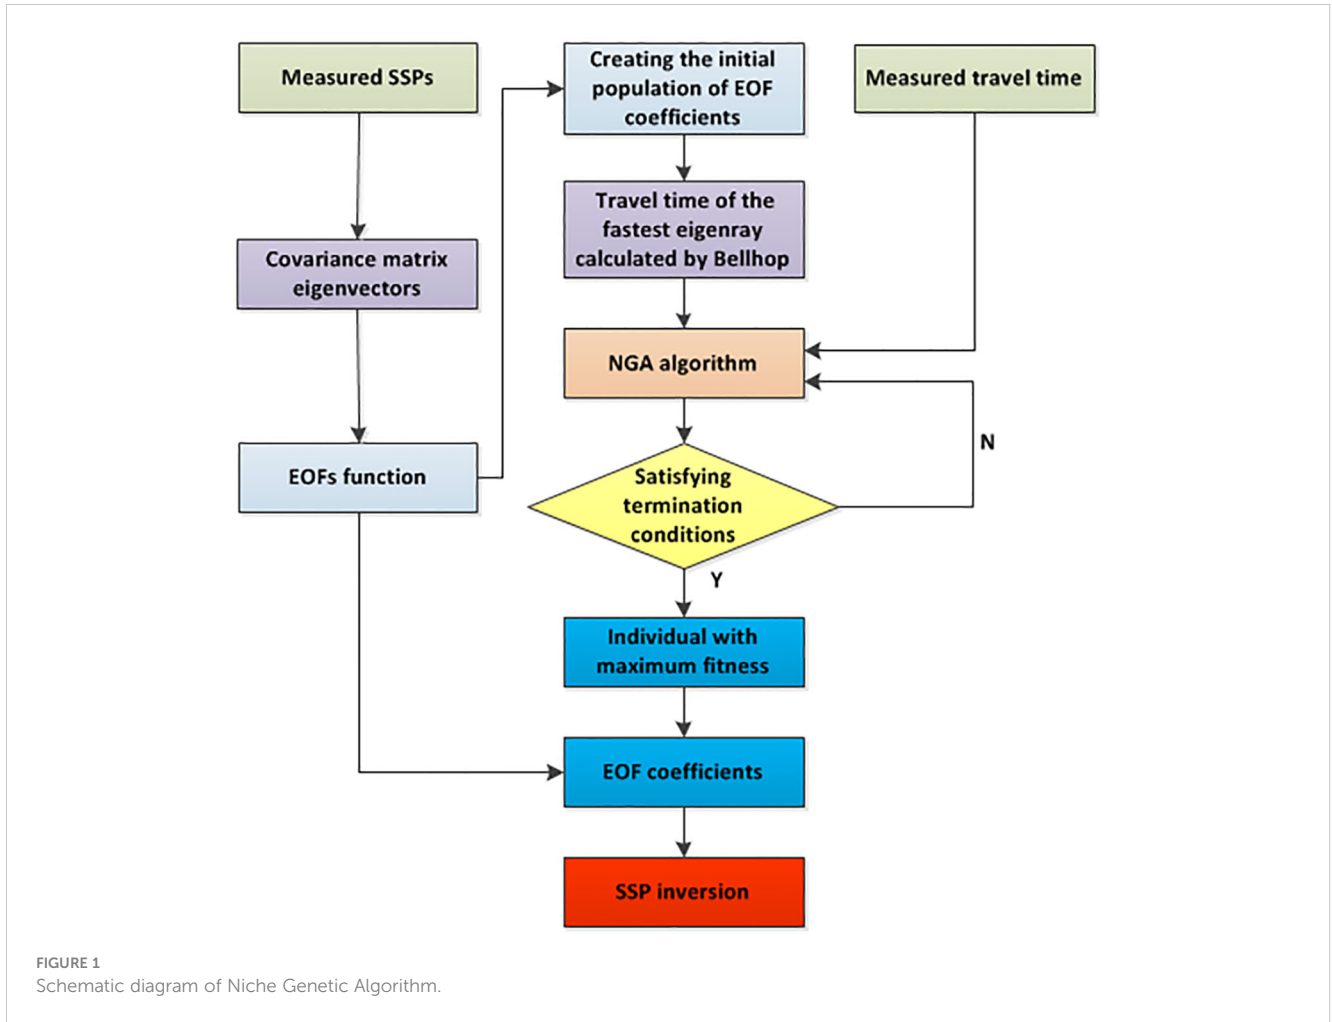 Measured SSPs
Creating the initial
population of EOF
coefficients
Measured travel time
Travel time of the
fastest eigenray
calculated by Bellhop
Covariance matrix
eigenvectors
NGA algorithm
N
EOFs function
Satisfying
termination
conditions
Y
Individual with
maximum fitness
EOF coefficients
SSP inversion
FIGURE 1
Schematic diagram of Niche Genetic Algorithm.